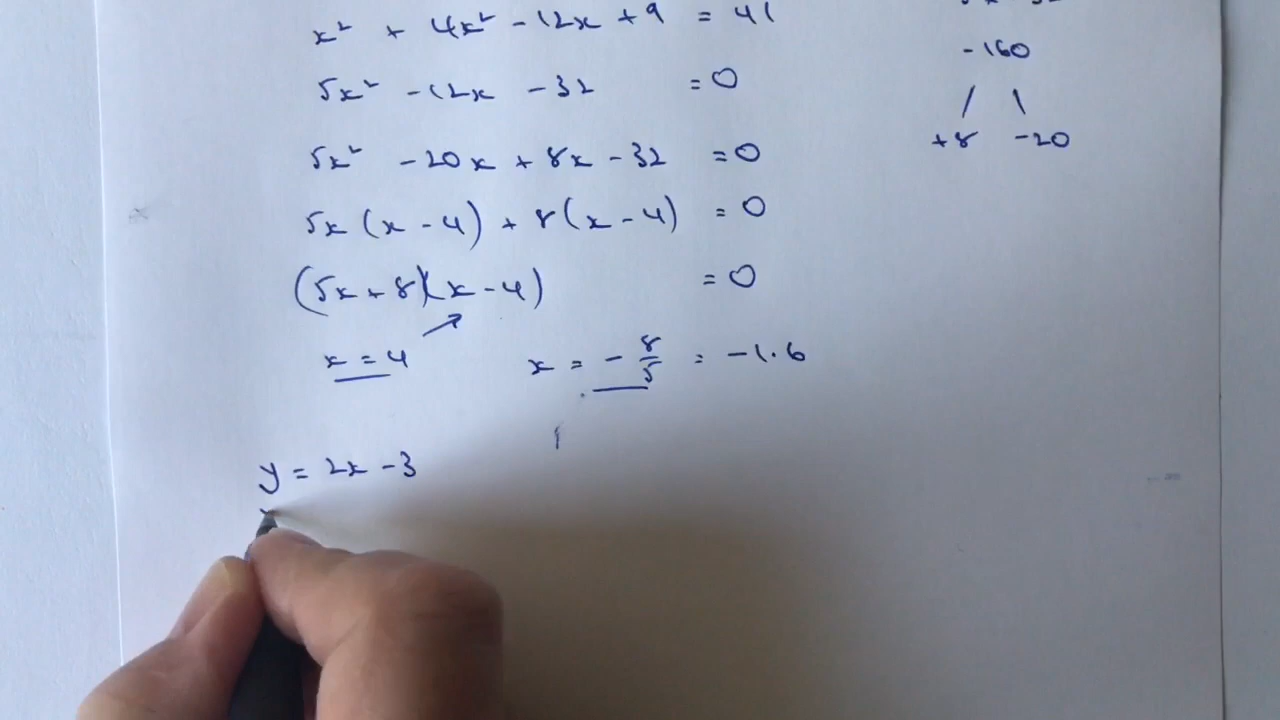 x² + 4x² - 12x + 9 = 41
5x² - 12x - 32 = 0
5x² - 20x + 8x - 32 = 0
5x (x - 4) + 8 (x - 4) = 0
(5x + 8)(x - 4) = 0
x = 4 x = - 8/5 = -1.6
y = 2x - 3
-160
+8 -20